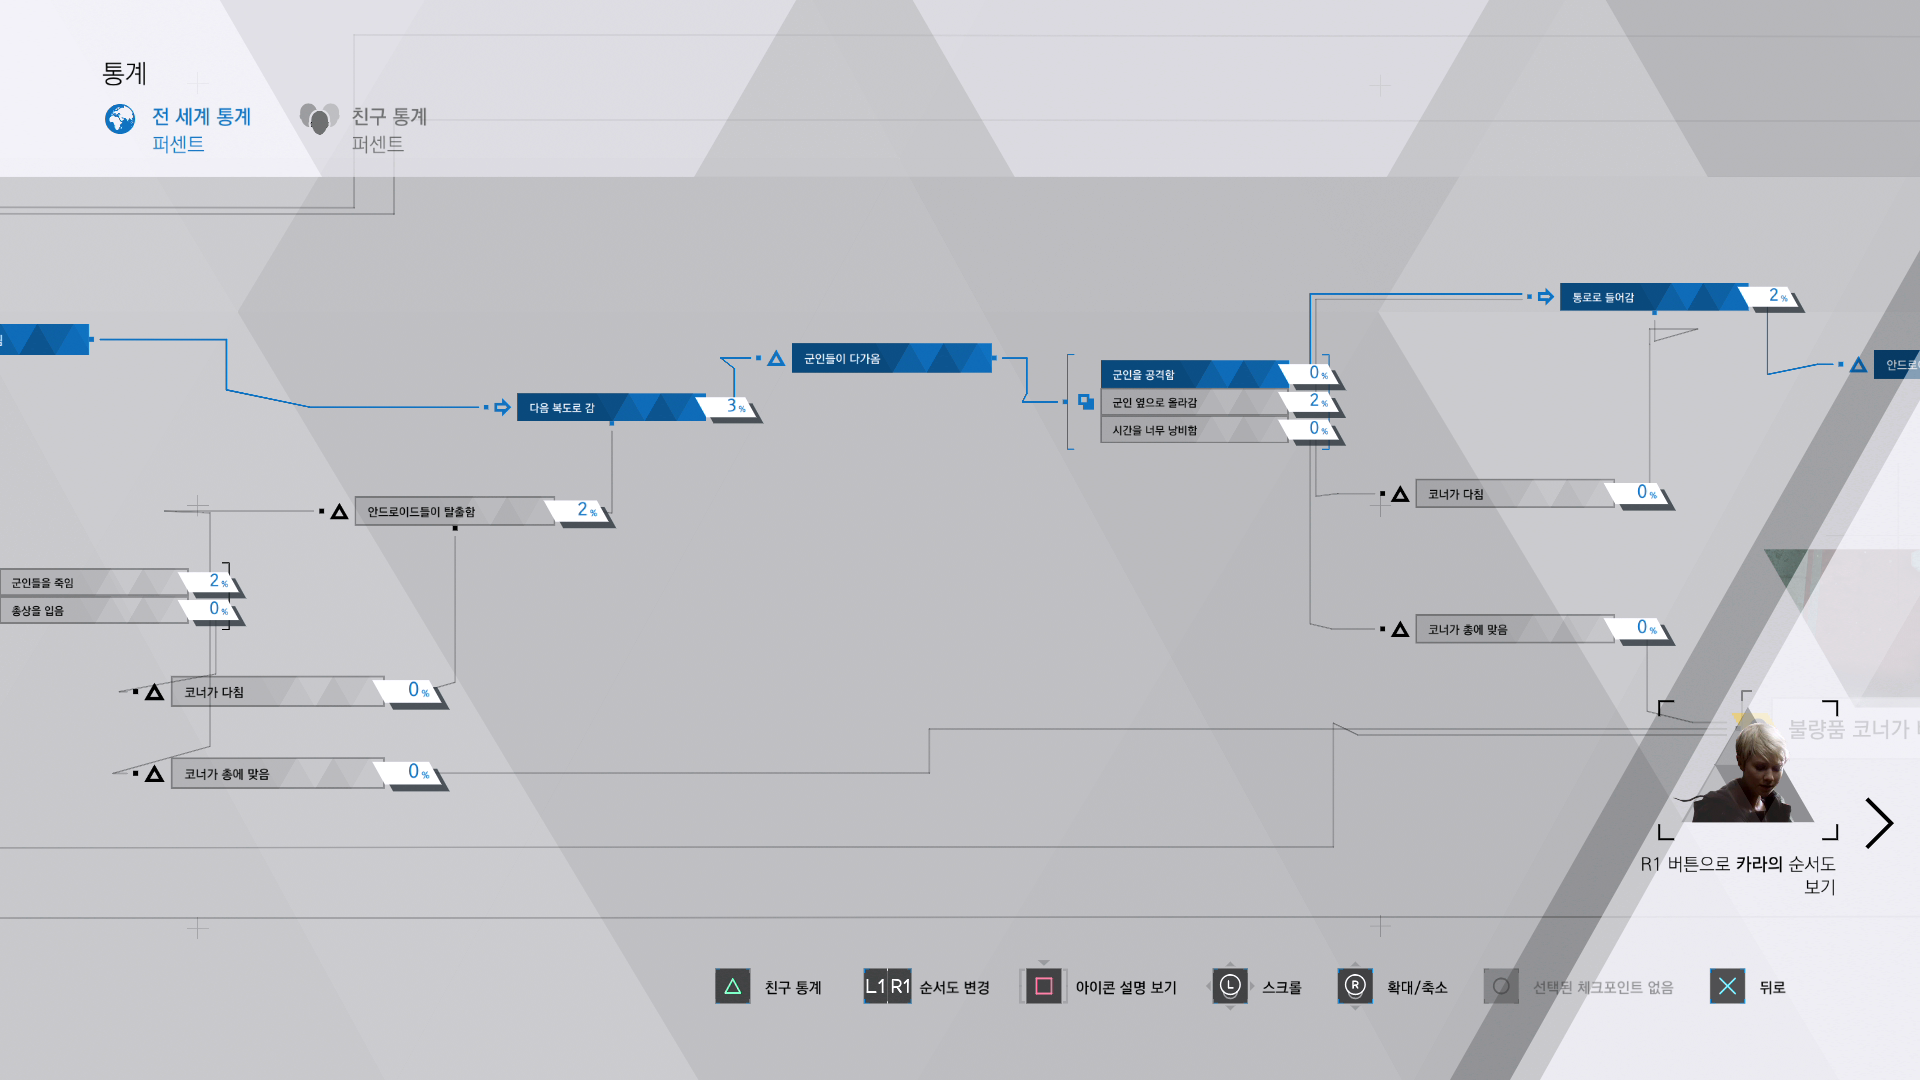 통계
전 세계 통계
퍼센트
친구 통계
퍼센트
통로로 들어감
2%
군인들이 다가옴
안드로이
군인을 공격함
0%
다음 복도로 감
3%
군인 옆으로 올라감
2%
시간을 너무 낭비함
0%
코너가 다침
0%
안드로이드들이 탈출함
2%
군인들을 죽임
2%
총상을 입음
0%
코너가 총에 맞음
0%
코너가 다침
0%
불량품 코너가
코너가 총에 맞음
0%
R1 버튼으로 카라의 순서도
보기
친구 통계
L1 R1 순서도 변경
아이콘 설명 보기
L 스크롤
R 확대/축소
선택된 체크포인트 없음
뒤로